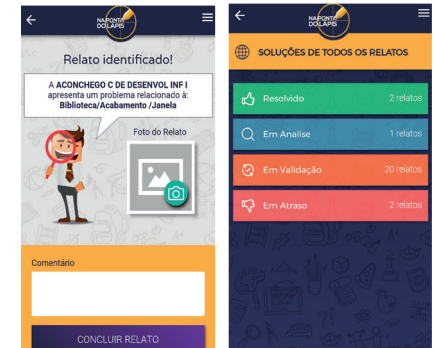 NA PONTA
DO LÁPIS
Relato identificado!
A ACONCHEGO C DE DESENVOL INF I
apresenta um problema relacionado à:
Biblioteca/Acabamento /Janela
Foto do Relato
Comentário
CONCLUIR RELATO
NA PONTA
DO LÁPIS
SOLUÇÕES DE TODOS OS RELATOS
Resolvido 2 relatos
Em Analise 1 relatos
Em Validação 20 relatos
Em Atraso 2 relatos